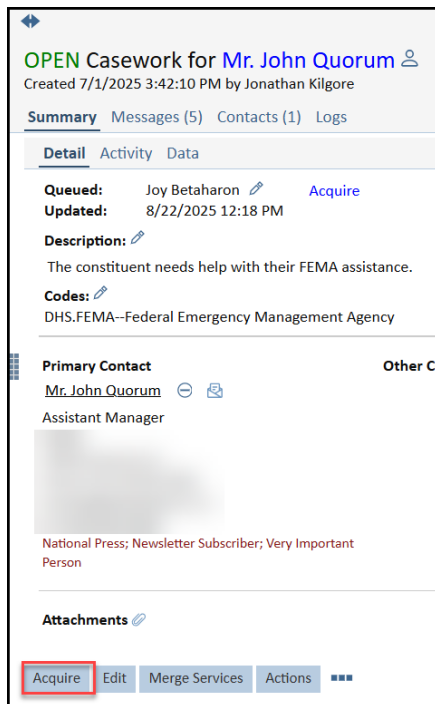 OPEN Casework for Mr. John Quorum
Created 7/1/2025 3:42:10 PM by Jonathan Kilgore
Summary Messages (5) Contacts (1) Logs
Detail Activity Data
Queued: Joy Betaharon Acquire
Updated: 8/22/2025 12:18 PM
Description:
The constituent needs help with their FEMA assistance.
Codes:
DHS.FEMA--Federal Emergency Management Agency
Primary Contact Other C
Mr. John Quorum
Assistant Manager
National Press; Newsletter Subscriber; Very Important
Person
Attachments
Acquire Edit Merge Services Actions